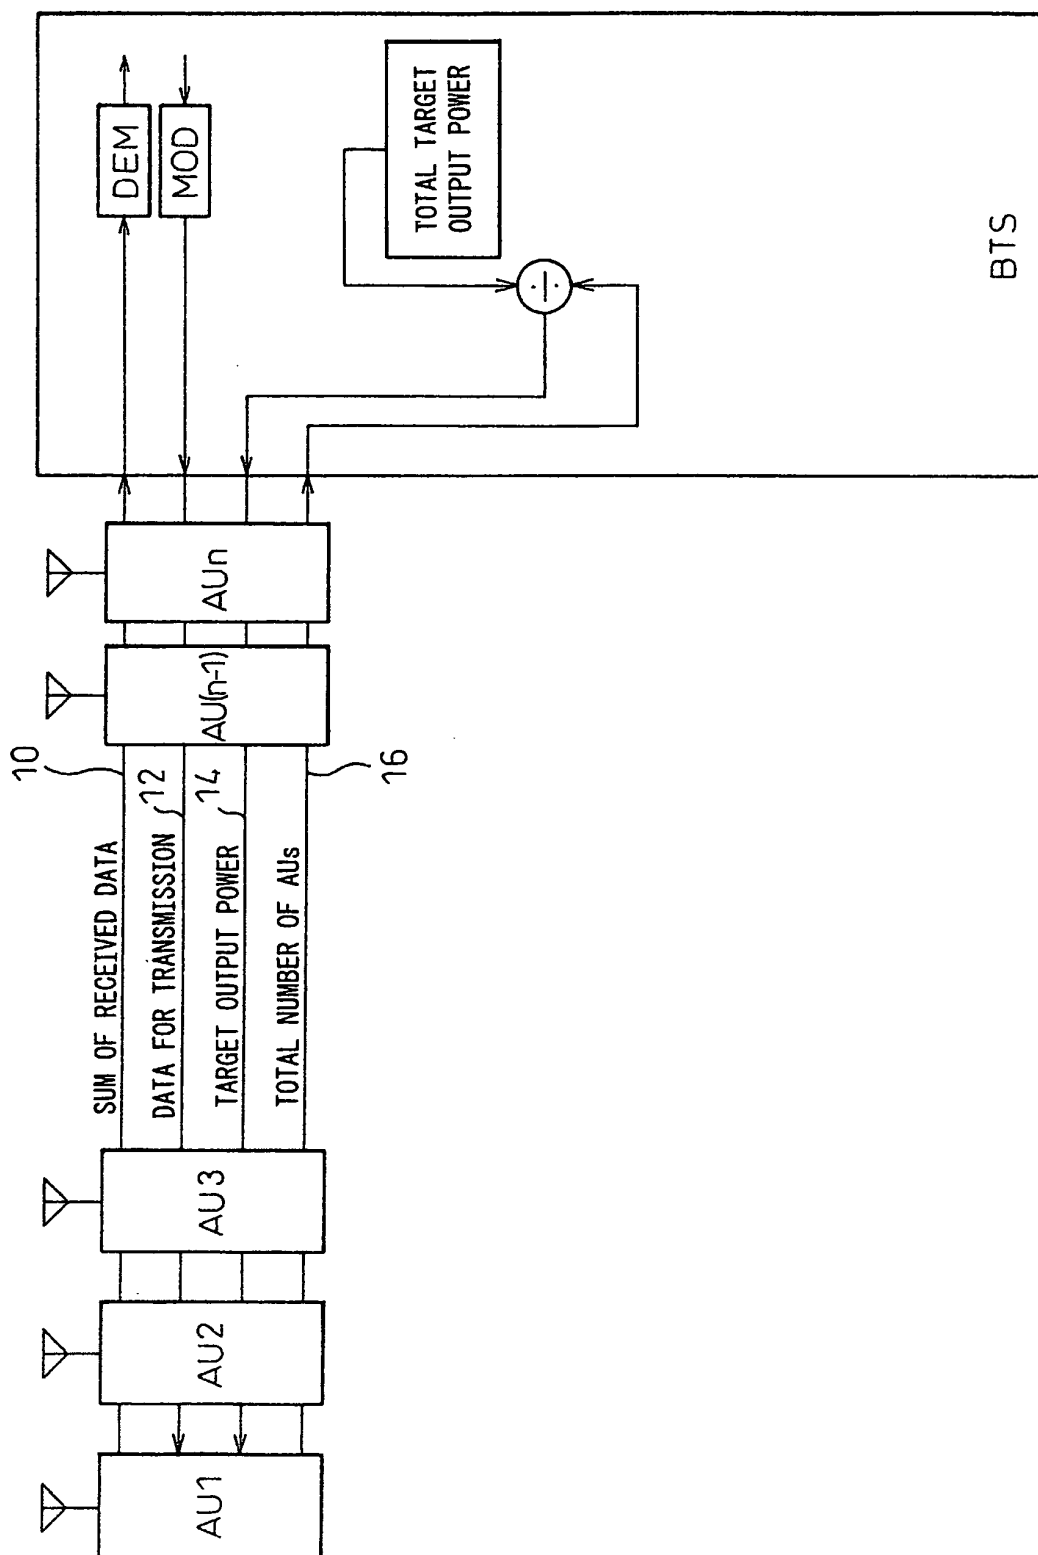 DEM
MOD
TOTAL TARGET
OUTPUT POWER
÷
BTS
AUn
AU(n-1)
10
12
14
16
SUM OF RECEIVED DATA
DATA FOR TRANSMISSION
TARGET OUTPUT POWER
TOTAL NUMBER OF AUs
AU3
AU2
AU1